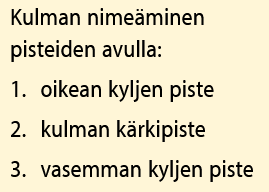 Kulman nimeäminen
pisteiden avulla:
1. oikean kyljen piste
2. kulman kärkipiste
3. vasemman kyljen piste